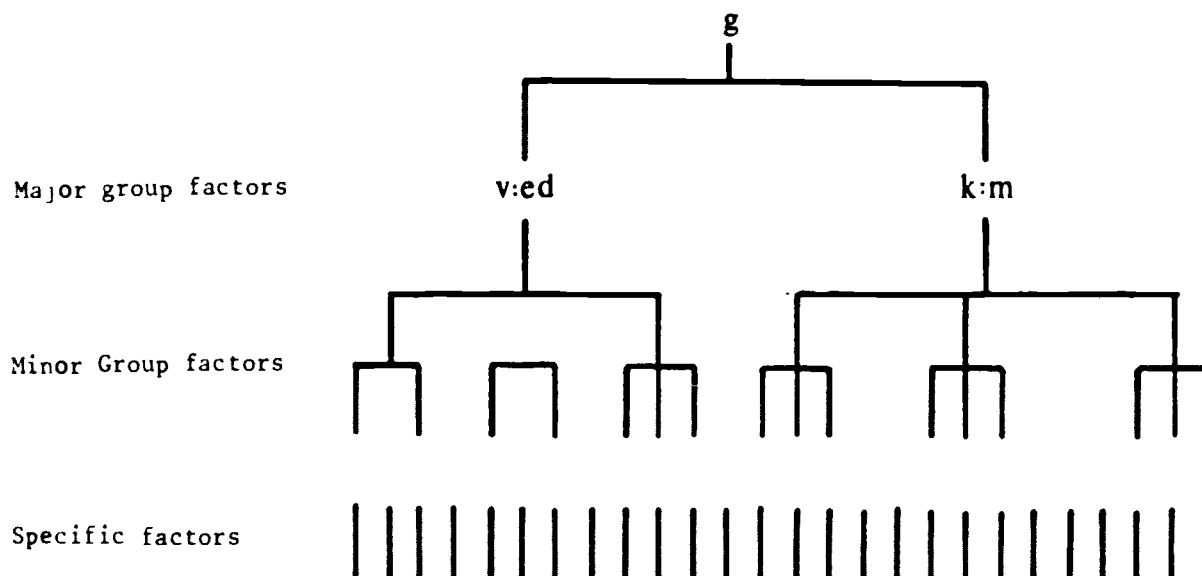 g
Major group factors v:ed k:m
Minor Group factors
Specific factors